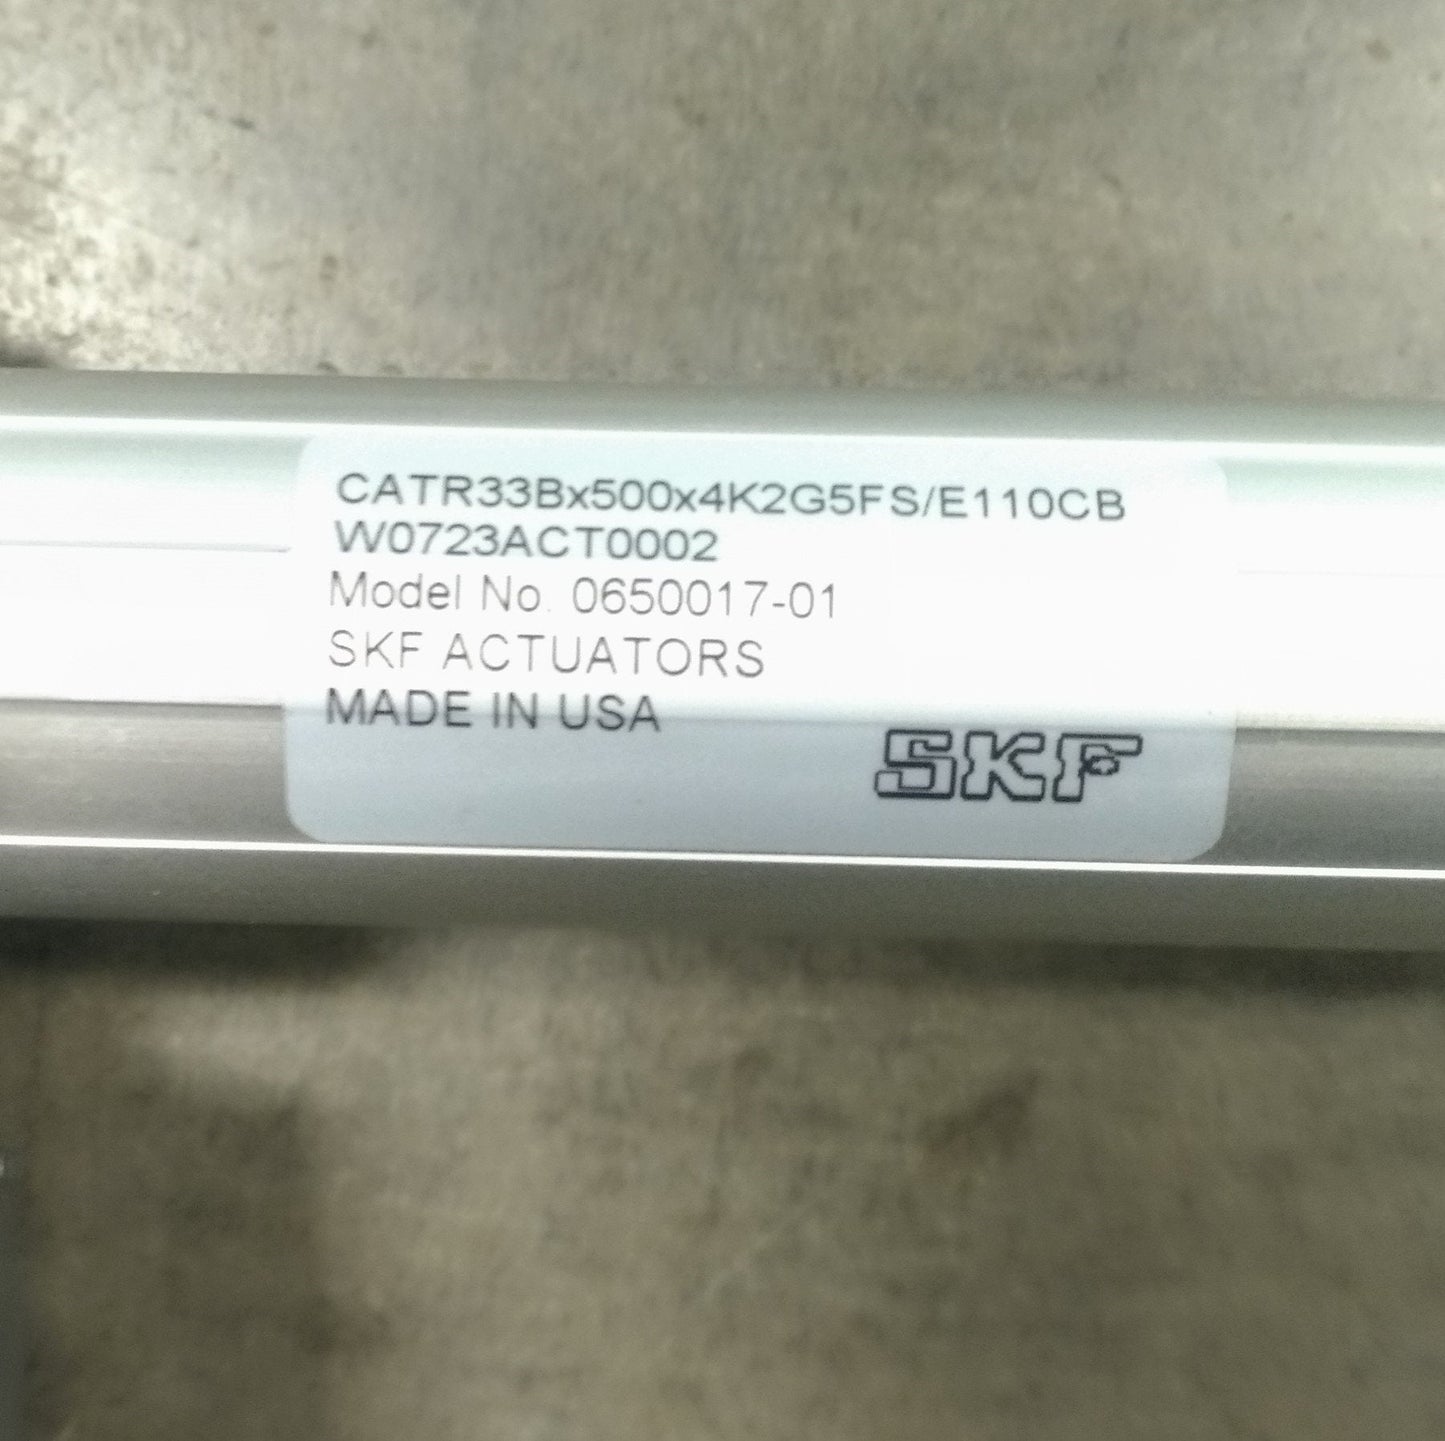 CATR33Bx500x4K2G5FS/E110CB
W0723ACT0002
Model No. 0650017-01
SKF ACTUATORS
MADE IN USA
SKF